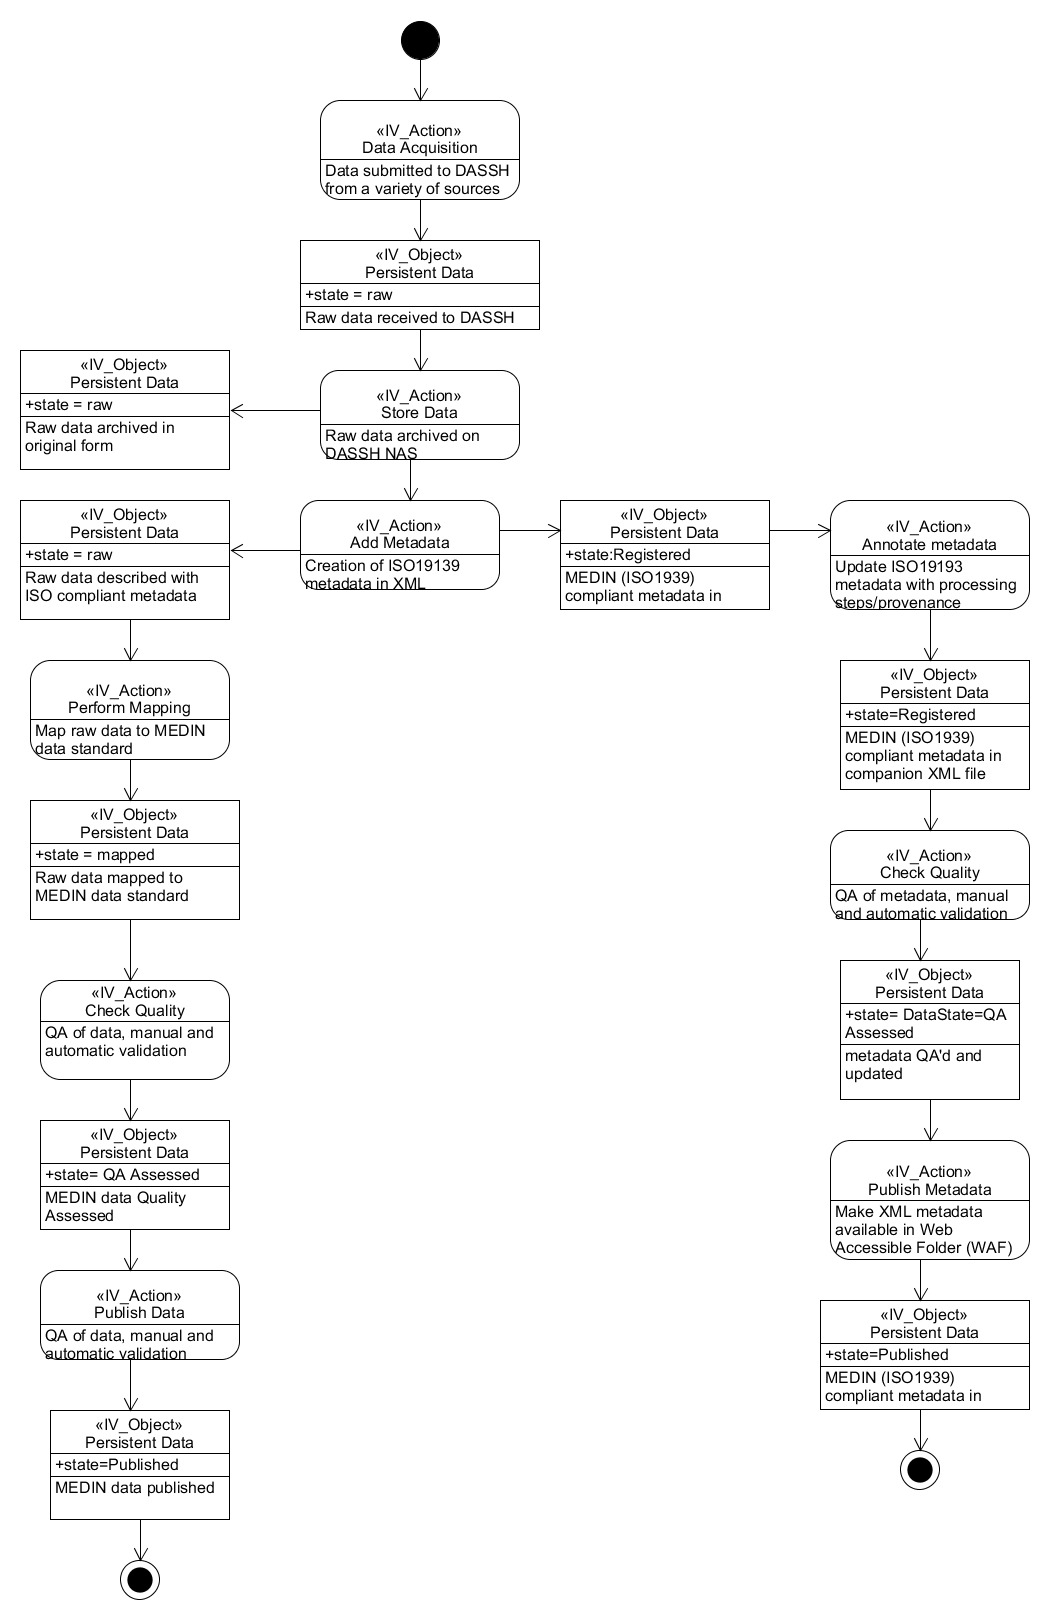 «IV_Action»
Data Acquisition
Data submitted to DASSH
from a variety of sources
«IV_Object»
Persistent Data
+state = raw
Raw data received to DASSH
«IV_Action»
Store Data
Raw data archived on
DASSH NAS
«IV_Object»
Persistent Data
+state = raw
Raw data archived in
original form
«IV_Action»
Add Metadata
Creation of ISO19139
metadata in XML
«IV_Object»
Persistent Data
+state = raw
Raw data described with
ISO compliant metadata
«IV_Action»
Perform Mapping
Map raw data to MEDIN
data standard
«IV_Object»
Persistent Data
+state = mapped
Raw data mapped to
MEDIN data standard
«IV_Action»
Check Quality
QA of data, manual and
automatic validation
«IV_Object»
Persistent Data
+state= QA Assessed
MEDIN data Quality
Assessed
«IV_Action»
Publish Data
QA of data, manual and
automatic validation
«IV_Object»
Persistent Data
+state=Published
MEDIN data published
«IV_Object»
Persistent Data
+state:Registered
MEDIN (ISO1939)
compliant metadata in
«IV_Action»
Annotate metadata
Update ISO19193
metadata with processing
steps/provenance
«IV_Object»
Persistent Data
+state=Registered
MEDIN (ISO1939)
compliant metadata in
companion XML file
«IV_Action»
Check Quality
QA of metadata, manual
and automatic validation
«IV_Object»
Persistent Data
+state= DataState=QA
Assessed
metadata QA'd and
updated
«IV_Action»
Publish Metadata
Make XML metadata
available in Web
Accessible Folder (WAF)
«IV_Object»
Persistent Data
+state=Published
MEDIN (ISO1939)
compliant metadata in